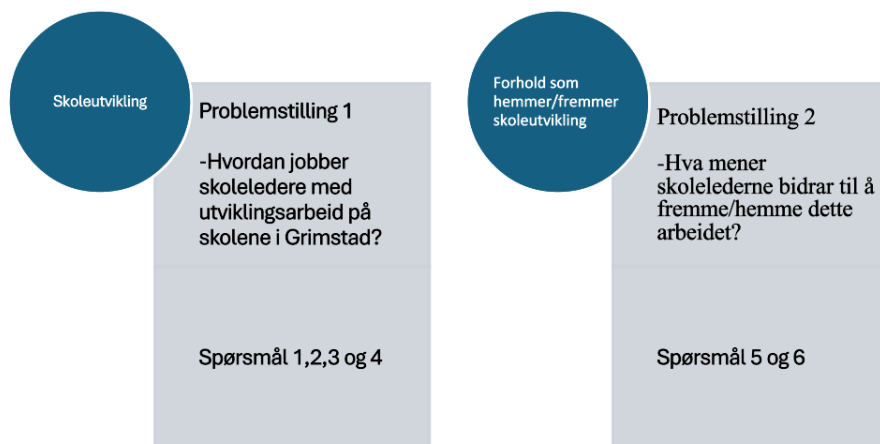 Skoleutvikling
Problemstilling 1
-Hvordan jobber
skoleledere med
utviklingsarbeid på
skolene i Grimstad?
Spørsmål 1,2,3 og 4
Forhold som
hemmer/fremmer
skoleutvikling
Problemstilling 2
-Hva mener
skolelederne bidrar til å
fremme/hemme dette
arbeidet?
Spørsmål 5 og 6